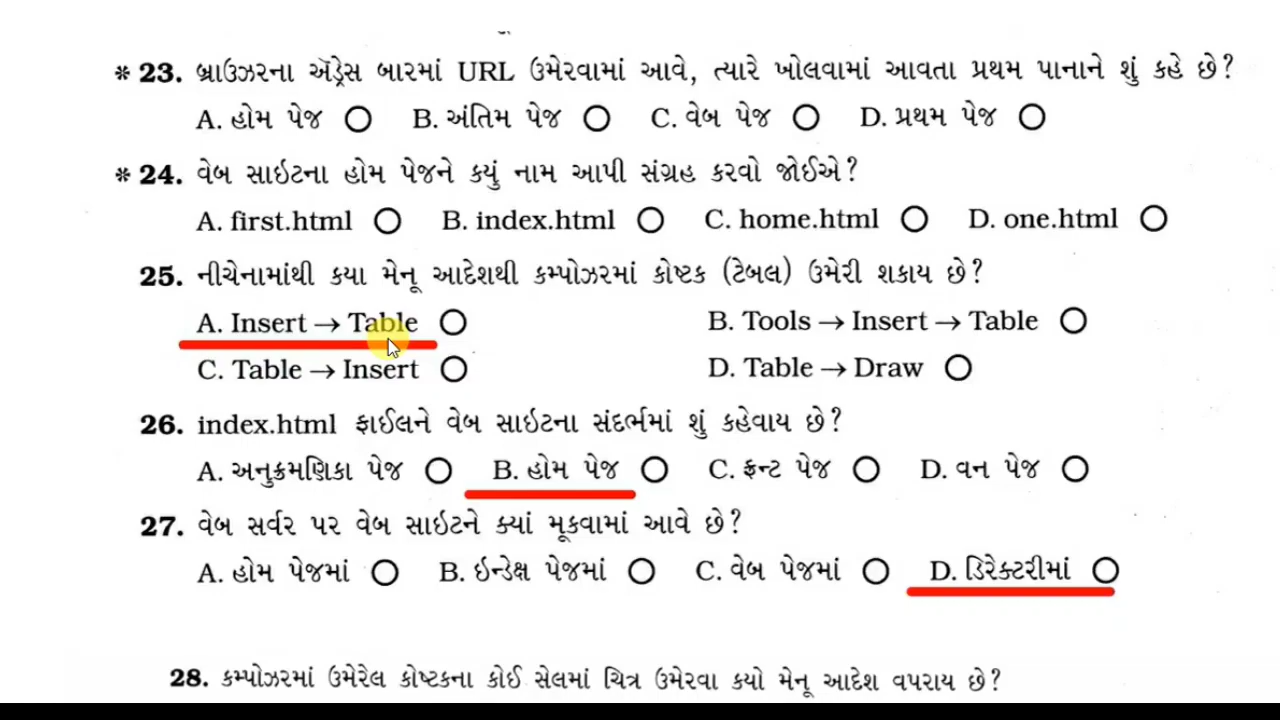 * 23. બ્રાઉઝરના ઍડ્રેસ બારમાં URL ઉમેરવામાં આવે, ત્યારે ખોલવામાં આવતા પ્રથમ પાનાને શું કહે છે?
A. હોમ પેજ B. અંતિમ પેજ C. વેબ પેજ D. પ્રથમ પેજ
* 24. વેબ સાઇટના હોમ પેજને કયું નામ આપી સંગ્રહ કરવો જોઈએ?
A. first.html B. index.html C. home.html D. one.html
25. નીચેનામાંથી કયા મેનૂ આદેશથી કમ્પોઝરમાં કોષ્ટક (ટેબલ) ઉમેરી શકાય છે?
A. Insert → Table B. Tools → Insert → Table
C. Table → Insert D. Table → Draw
26. index.html ફાઈલને વેબ સાઇટના સંદર્ભમાં શું કહેવાય છે?
A. અનુક્રમણિકા પેજ B. હોમ પેજ C. ફ્રન્ટ પેજ D. વન પેજ
27. વેબ સર્વર પર વેબ સાઇટને ક્યાં મૂકવામાં આવે છે?
A. હોમ પેજમાં B. ઇન્ડેક્ષ પેજમાં C. વેબ પેજમાં D. ડિરેક્ટરીમાં
28. કમ્પોઝરમાં ઉમેરેલ કોષ્ટકના કોઈ સેલમાં ચિત્ર ઉમેરવા કયો મેનૂ આદેશ વપરાય છે?